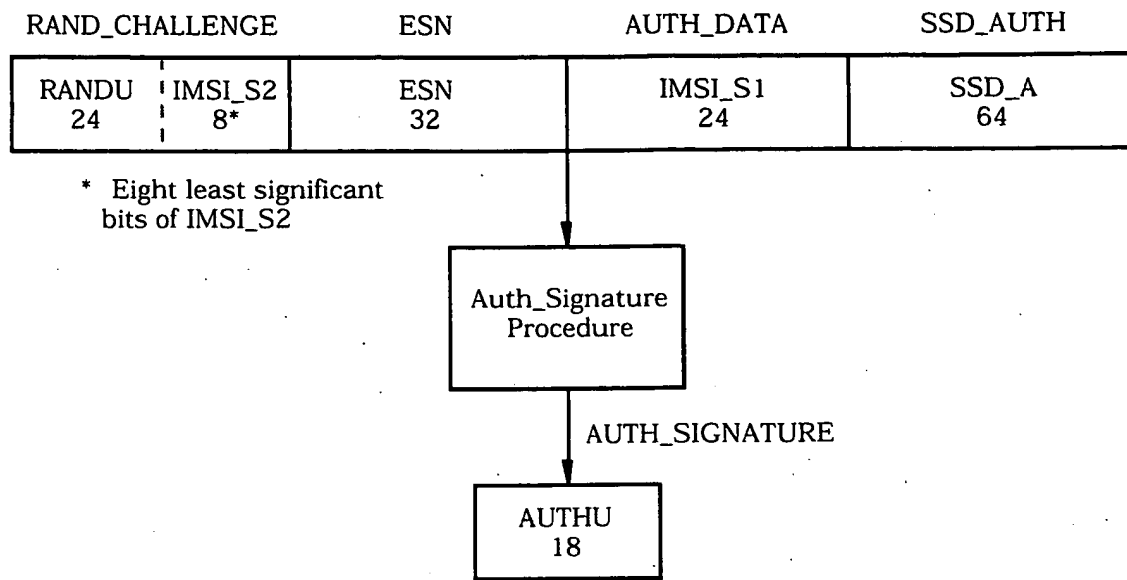 RAND_CHALLENGE ESN AUTH_DATA SSD_AUTH
RANDU IMSI_S2 ESN IMSI_S1 SSD_A
24 8* 32 24 64
* Eight least significant
bits of IMSI_S2
Auth_Signature
Procedure
AUTH_SIGNATURE
AUTHU
18